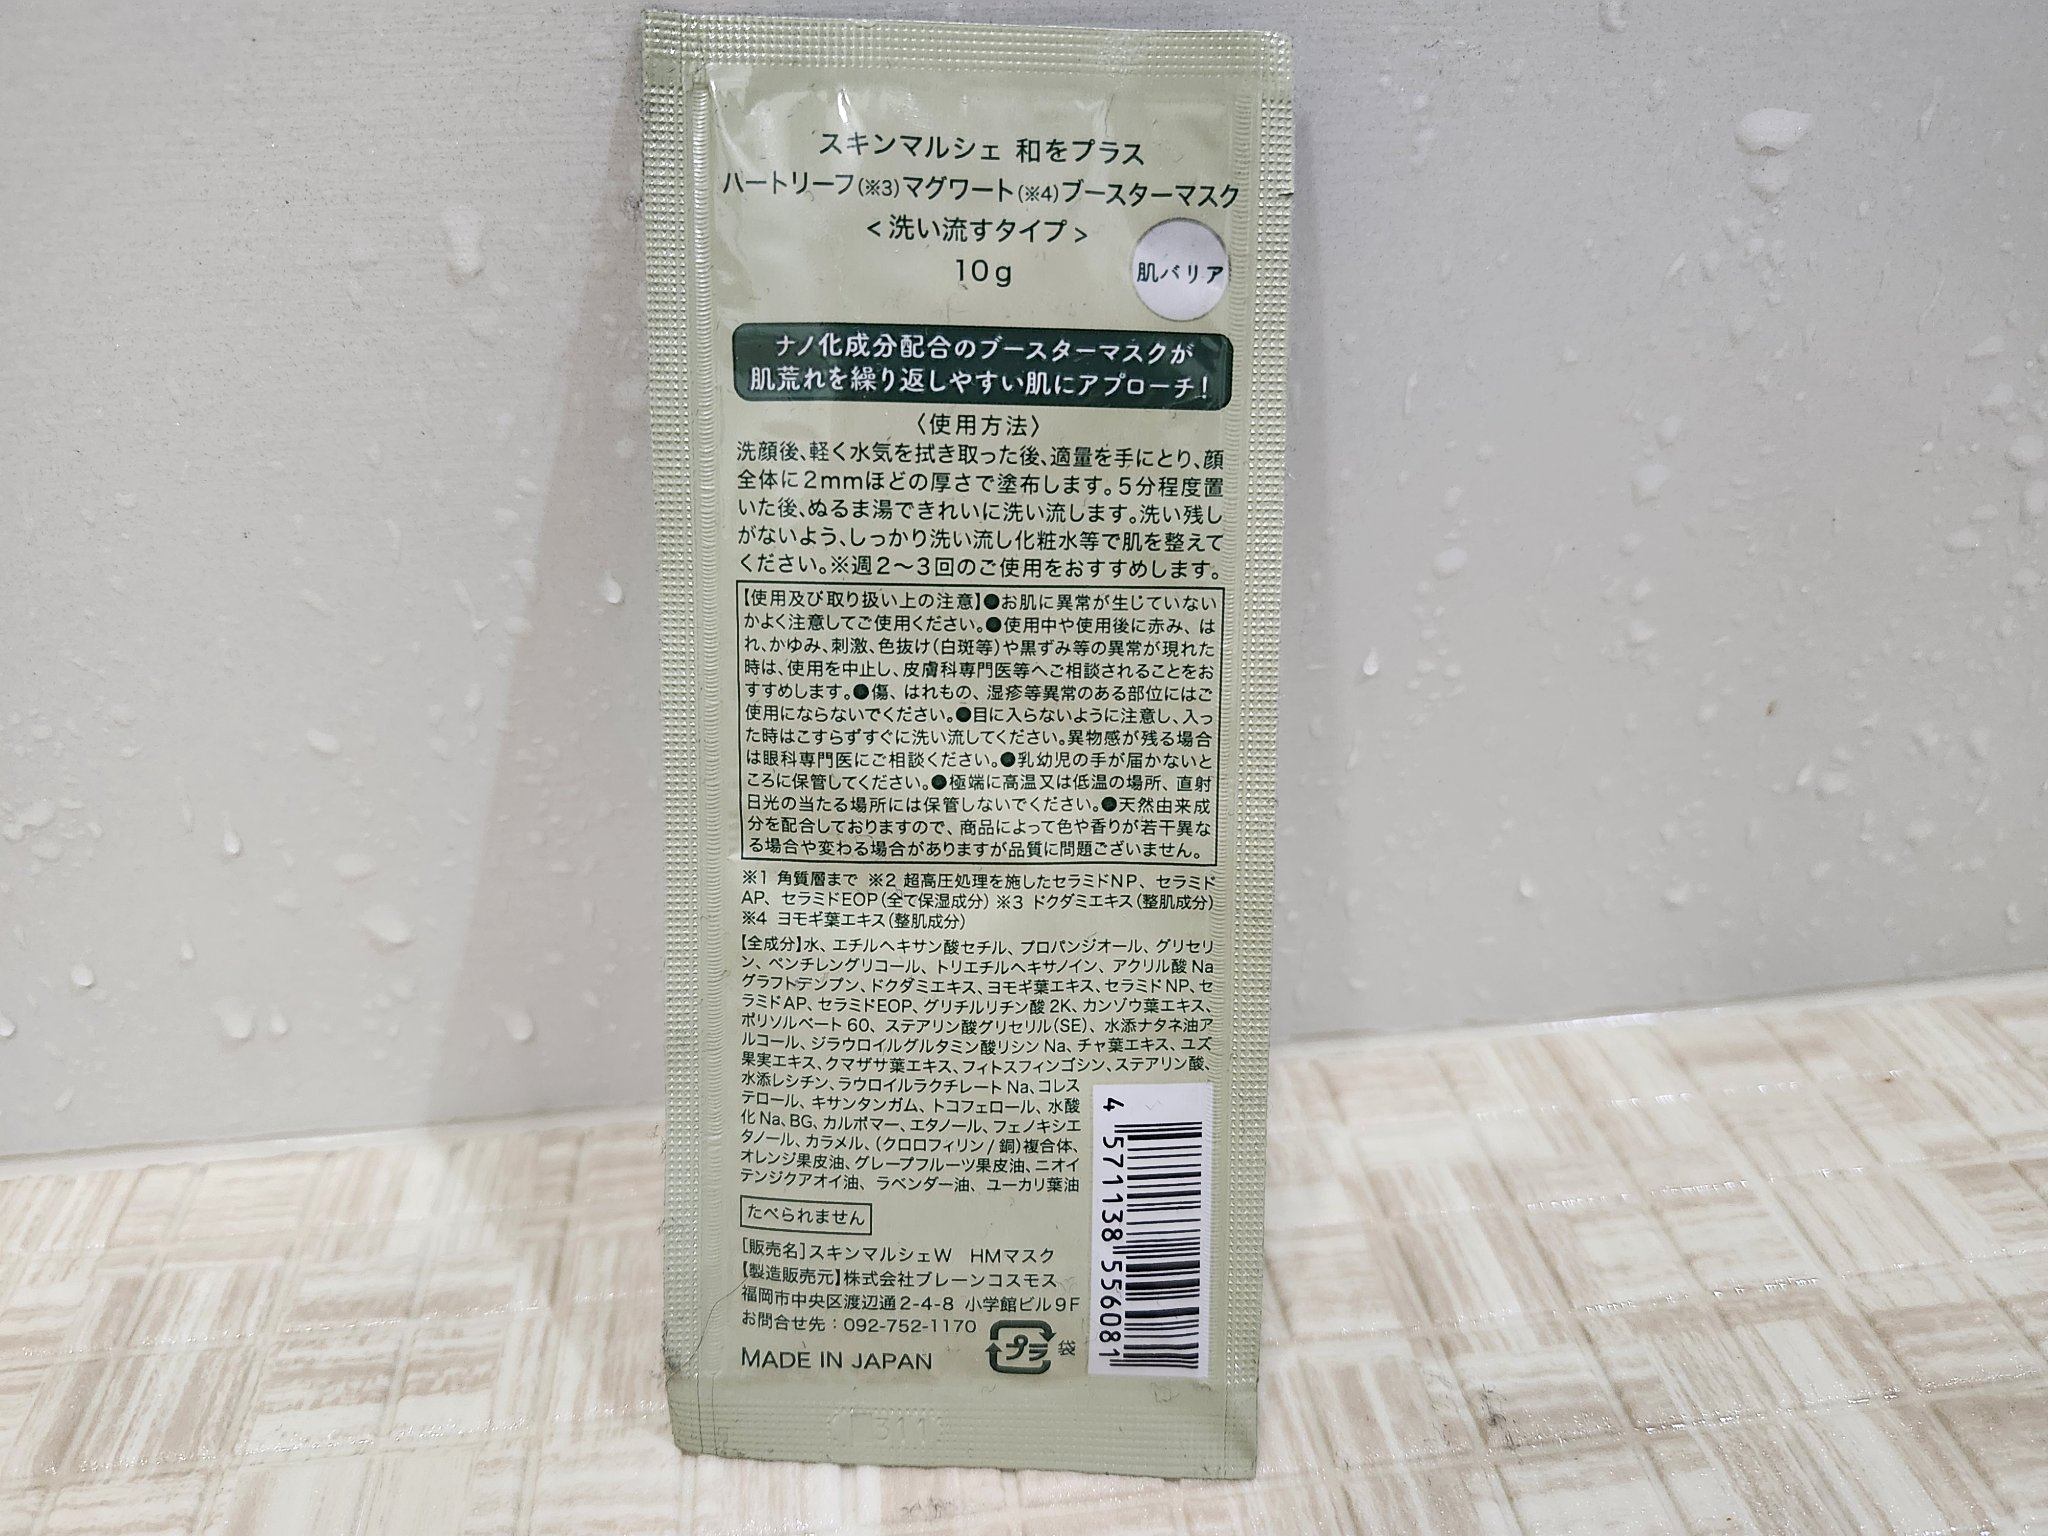 スキンマルシェ 和をプラス
ハートリーフ(※3)マグワート(※4)ブースターマスク
<洗い流すタイプ>
10g
肌バリア
ナノ化成分配合のブースターマスクが
肌荒れを繰り返しやすい肌にアプローチ!
〈使用方法〉
洗顔後、軽く水気を拭き取った後、適量を手にとり、顔
全体に2mmほどの厚さで塗布します。5分程度置
いた後、ぬるま湯できれいに洗い流します。洗い残し
がないよう、しっかり洗い流し化粧水等で肌を整えて
ください。※週2～3回のご使用をおすすめします。
【使用及び取り扱い上の注意】●お肌に異常が生じていない
かよく注意してご使用ください。●使用中や使用後に赤み、は
れ、かゆみ、刺激、色抜け(白斑等)や黒ずみ等の異常が現れた
時は、使用を中止し、皮膚科専門医等へご相談されることをお
すすめします。●傷、はれもの、湿疹等異常のある部位にはご
使用にならないでください。●目に入らないように注意し、入っ
た時はこすらずすぐに洗い流してください。異物感が残る場合
は眼科専門医にご相談ください。●乳幼児の手が届かないと
ころに保管してください。●極端に高温又は低温の場所、直射
日光の当たる場所には保管しないでください。●天然由来成
分を配合しておりますので、商品によって色や香りが若干異な
る場合や変わる場合がありますが品質に問題ございません。
※1 角質層まで ※2 超高圧処理を施したセラミドNP、セラミド
AP、セラミドEOP(全て保湿成分) ※3 ドクダミエキス(整肌成分)
※4 ヨモギ葉エキス(整肌成分)
【全成分】水、エチルヘキサン酸セチル、プロパンジオール、グリセリ
ン、ペンチレングリコール、トリエチルヘキサノイン、アクリル酸Na
グラフトデンプン、ドクダミエキス、ヨモギ葉エキス、セラミドNP、セ
ラミドAP、セラミドEOP、グリチルリチン酸2K、カンゾウ葉エキス、
ポリソルベート60、ステアリン酸グリセリル(SE)、水添ナタネ油ア
ルコール、ジラウロイルグルタミン酸リシンNa、チャ葉エキス、ユズ
果実エキス、クマザサ葉エキス、フィトスフィンゴシン、ステアリン酸、
水添レシチン、ラウロイルラクチレートNa、コレス
テロール、キサンタンガム、トコフェロール、水酸
化Na、BG、カルボマー、エタノール、フェノキシエ
タノール、カラメル、(クロロフィリン/銅)複合体、
オレンジ果皮油、グレープフルーツ果皮油、ニオイ
テンジクアオイ油、ラベンダー油、ユーカリ葉油
たべられません
[販売名]スキンマルシェW HMマスク
【製造販売元】株式会社ブレーンコスモス
福岡市中央区渡辺通2-4-8 小学館ビル9F
お問合せ先：092-752-1170
MADE IN JAPAN
プラ 袋
4 571138 556081